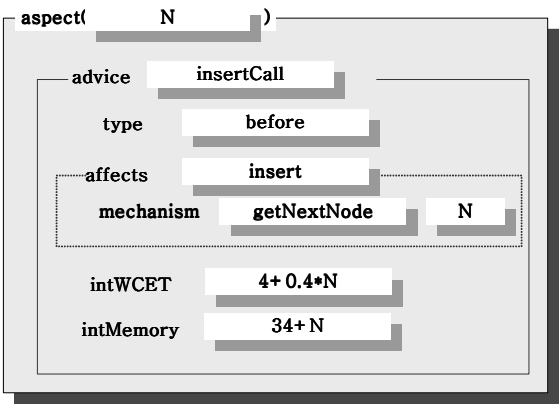 aspect( N )
advice insertCall
type before
affects insert
mechanism getNextNode N
intWCET 4+0.4*N
intMemory 34+N